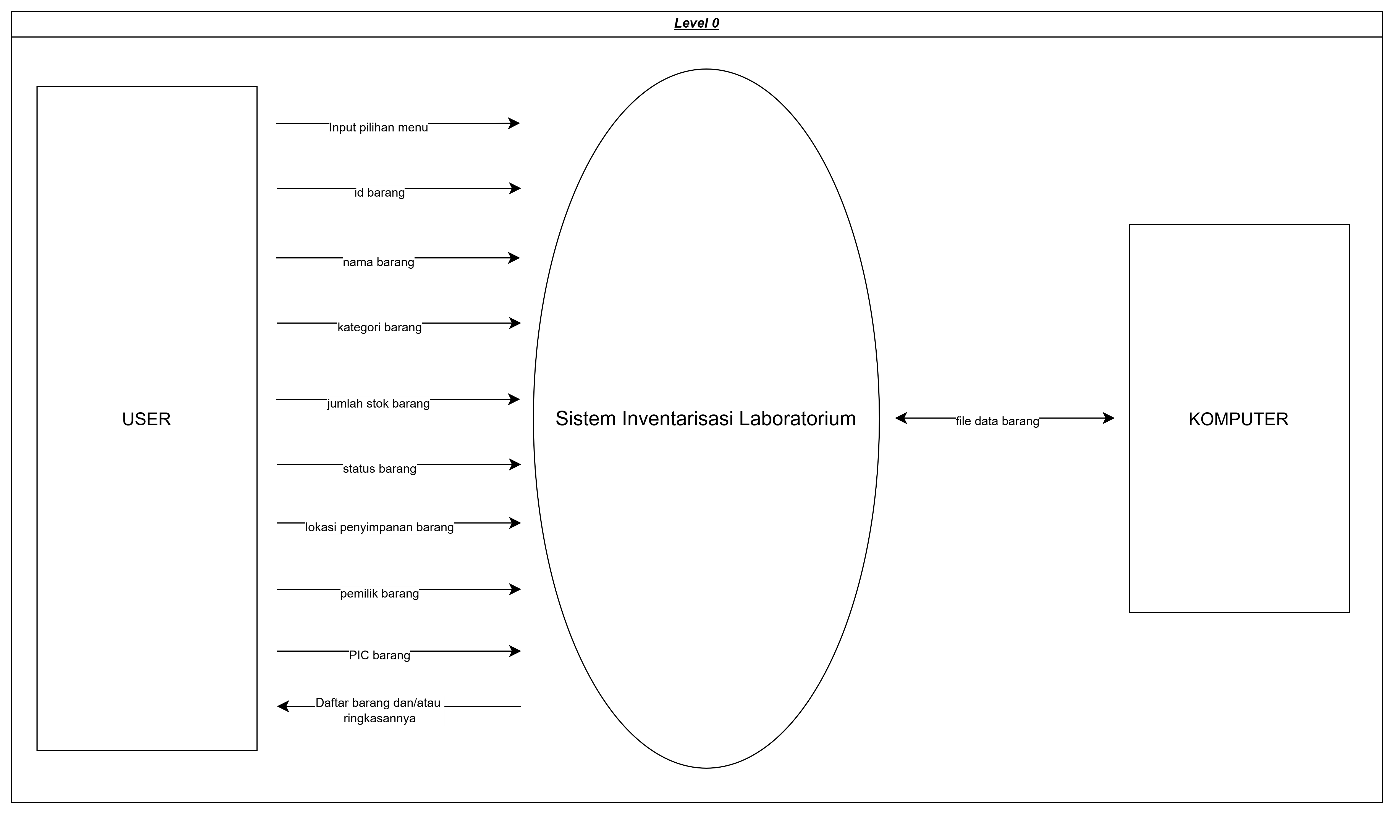 Level 0
Input pilihan menu
id barang
nama barang
kategori barang
jumlah stok barang
USER
Sistem Inventarisasi Laboratorium
file data barang
KOMPUTER
status barang
lokasi penyimpanan barang
pemilik barang
PIC barang
Daftar barang dan/atau
ringkasannya